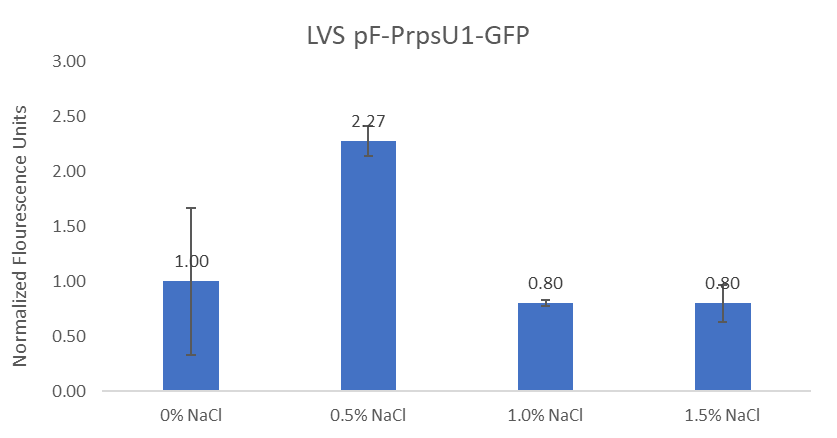 LVS pF-PrpsU1-GFP
Normalized Flourescence Units
3.00
2.50
2.00
1.50
1.00
0.50
0.00
1.00
2.27
0.80
0.80
0% NaCl
0.5% NaCl
1.0% NaCl
1.5% NaCl